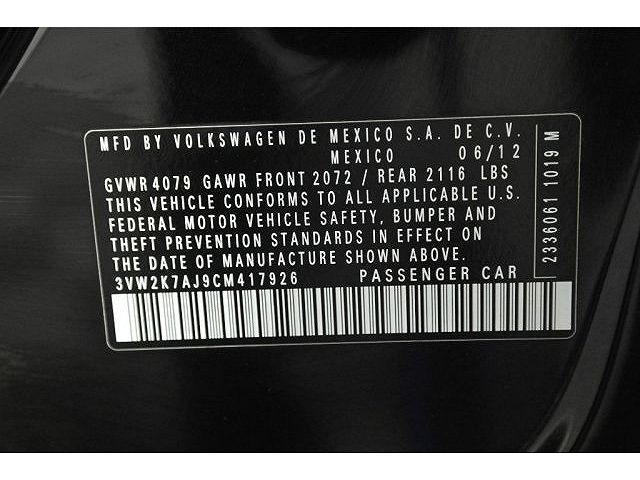 MFD BY VOLKSWAGEN DE MEXICO S.A. DE C.V.
MEXICO 06/12
GVWR 4079 GAWR FRONT 2072 / REAR 2116 LBS
THIS VEHICLE CONFORMS TO ALL APPLICABLE U.S.
FEDERAL MOTOR VEHICLE SAFETY, BUMPER AND
THEFT PREVENTION STANDARDS IN EFFECT ON
THE DATE OF MANUFACTURE SHOWN ABOVE.
3VW2K7AJ9CM417926 PASSENGER CAR
2336061 1019 M